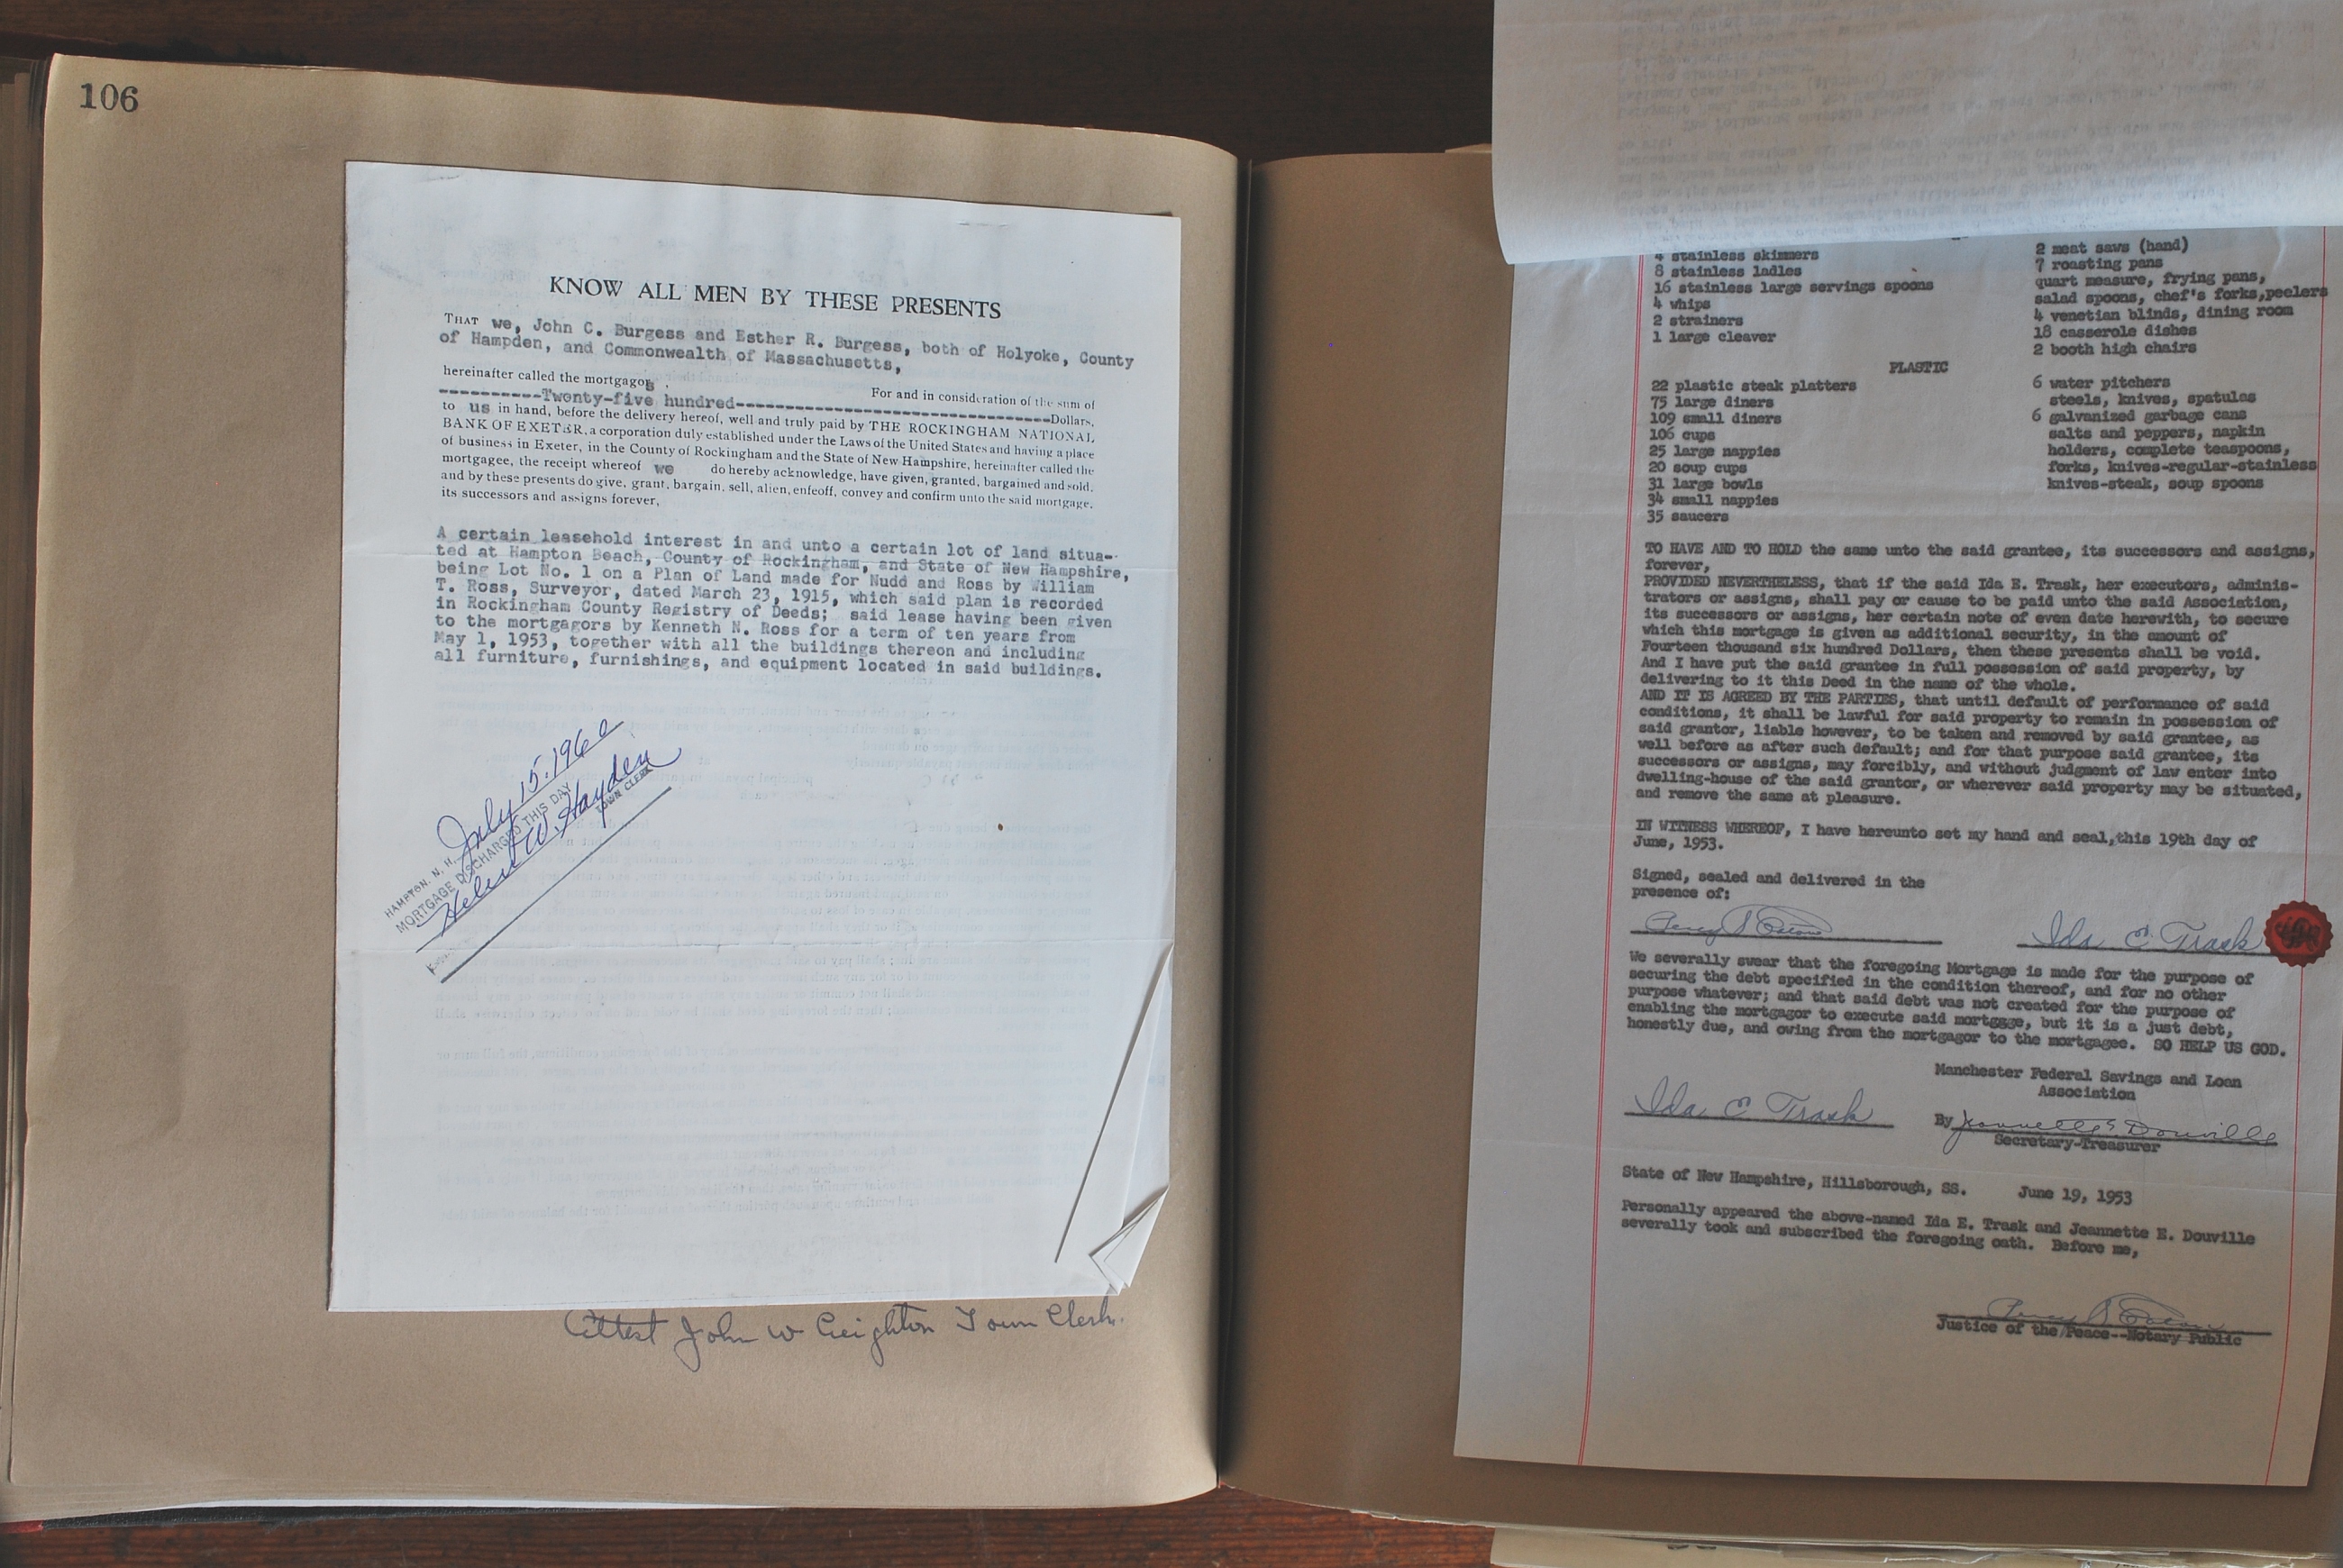 106
KNOW ALL MEN BY THESE PRESENTS
THAT we, John C. Burgess and Esther R. Burgess, both of Holyoke, County
of Hampden, and Commonwealth of Massachusetts,
hereinafter called the mortgagors. For and in consideration of the sum of
----------Twenty-five hundred------------------------------Dollars,
to us in hand, before the delivery hereof, well and truly paid by THE ROCKINGHAM NATIONAL
BANK OF EXETER, a corporation duly established under the Laws of the United States and having a place
of business in Exeter, in the County of Rockingham and the State of New Hampshire, hereinafter called the
mortgagee, the receipt whereof we do hereby acknowledge, have given, granted, bargained and sold,
and by these presents do give, grant, bargain, sell, alien, enfeoff, convey and confirm unto the said mortgage,
its successors and assigns forever,
A certain leasehold interest in and unto a certain lot of land situa-
ted at Hampton Beach, County of Rockingham, and State of New Hampshire,
being Lot No. 1 on a Plan of Land made for Nudd and Ross by William
T. Ross, Surveyor, dated March 23, 1915, which said plan is recorded
in Rockingham County Registry of Deeds; said lease having been given
to the mortgagors by Kenneth N. Ross for a term of ten years from
May 1, 1953, together with all the buildings thereon and including
all furniture, furnishings, and equipment located in said buildings.
HAMPTON, N. H. July 15. 1960
MORTGAGE DISCHARGED THIS DAY
Helen W. Hayden
TOWN CLERK
Attest John W Creighton Town Clerk.
4 stainless skimmers
8 stainless ladles
16 stainless large servings spoons
4 whips
2 strainers
1 large cleaver
2 meat saws (hand)
7 roasting pans
quart measure, frying pans,
salad spoons, chef's forks,peelers
4 venetian blinds, dining room
18 casserole dishes
2 booth high chairs
PLASTIC
22 plastic steak platters
75 large diners
109 small diners
106 cups
25 large nappies
20 soup cups
31 large bowls
34 small nappies
35 saucers
6 water pitchers
steels, knives, spatulas
6 galvanized garbage cans
salts and peppers, napkin
holders, complete teaspoons,
forks, knives-regular-stainless
knives-steak, soup spoons
TO HAVE AND TO HOLD the same unto the said grantee, its successors and assigns,
forever,
PROVIDED NEVERTHELESS, that if the said Ida E. Trask, her executors, adminis-
trators or assigns, shall pay or cause to be paid unto the said Association,
its successors or assigns, her certain note of even date herewith, to secure
which this mortgage is given as additional security, in the amount of
Fourteen thousand six hundred Dollars, then these presents shall be void.
And I have put the said grantee in full possession of said property, by
delivering to it this Deed in the name of the whole.
AND IT IS AGREED BY THE PARTIES, that until default of performance of said
conditions, it shall be lawful for said property to remain in possession of
said grantor, liable however, to be taken and removed by said grantee, as
well before as after such default; and for that purpose said grantee, its
successors or assigns, may forcibly, and without judgment of law enter into
dwelling-house of the said grantor, or wherever said property may be situated,
and remove the same at pleasure.
IN WITNESS WHEREOF, I have hereunto set my hand and seal,this 19th day of
June, 1953.
Signed, sealed and delivered in the
presence of:
Ida E. Trask
We severally swear that the foregoing Mortgage is made for the purpose of
securing the debt specified in the condition thereof, and for no other
purpose whatever; and that said debt was not created for the purpose of
enabling the mortgagor to execute said mortgage, but it is a just debt,
honestly due, and owing from the mortgagor to the mortgagee. SO HELP US GOD.
Manchester Federal Savings and Loan
Association
Ida E Trask
By Jeannette E. Douville
Secretary-Treasurer
State of New Hampshire, Hillsborough, SS. June 19, 1953
Personally appeared the above-named Ida E. Trask and Jeannette E. Douville
severally took and subscribed the foregoing oath. Before me,
Justice of the Peace--Notary Public